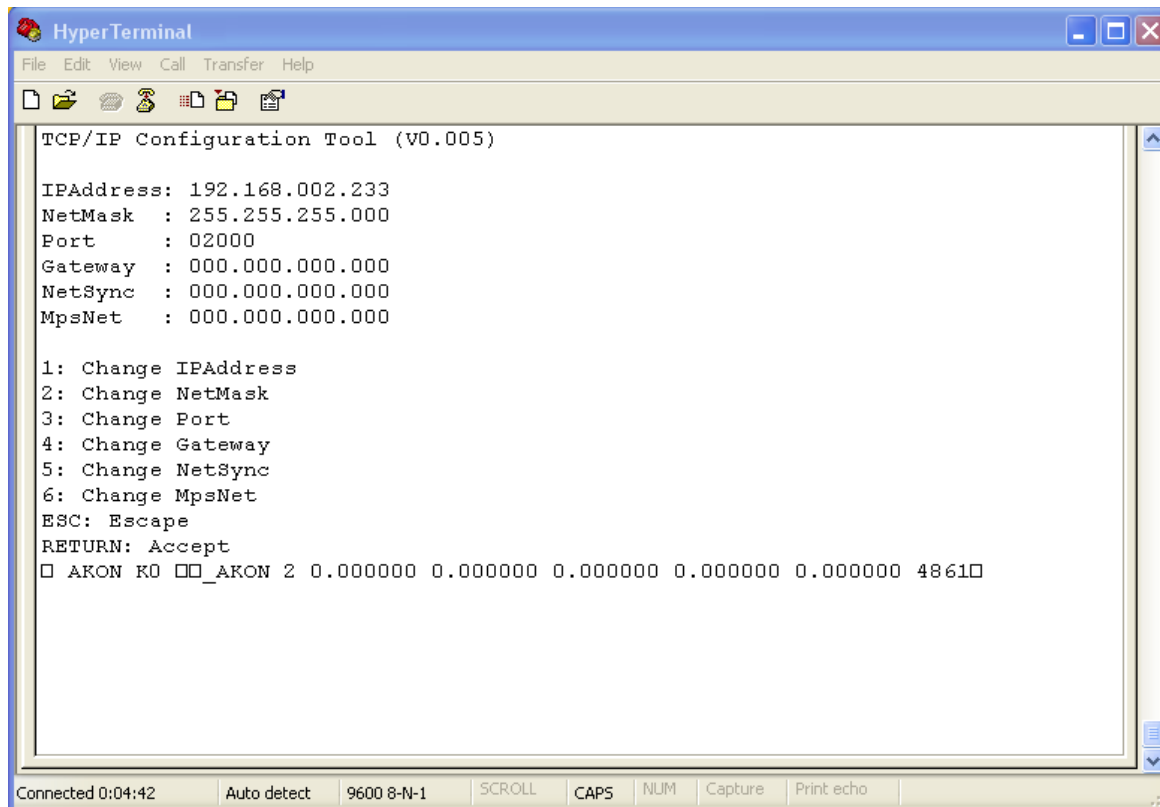 HyperTerminal
File Edit View Call Transfer Help
TCP/IP Configuration Tool (V0.005)
IPAddress: 192.168.002.233
NetMask  : 255.255.255.000
Port     : 02000
Gateway  : 000.000.000.000
NetSync  : 000.000.000.000
MpsNet   : 000.000.000.000
1: Change IPAddress
2: Change NetMask
3: Change Port
4: Change Gateway
5: Change NetSync
6: Change MpsNet
ESC: Escape
RETURN: Accept
□ AKON K0 □□_AKON 2 0.000000 0.000000 0.000000 0.000000 0.000000 4861□
Connected 0:04:42 Auto detect 9600 8-N-1 SCROLL CAPS NUM Capture Print echo